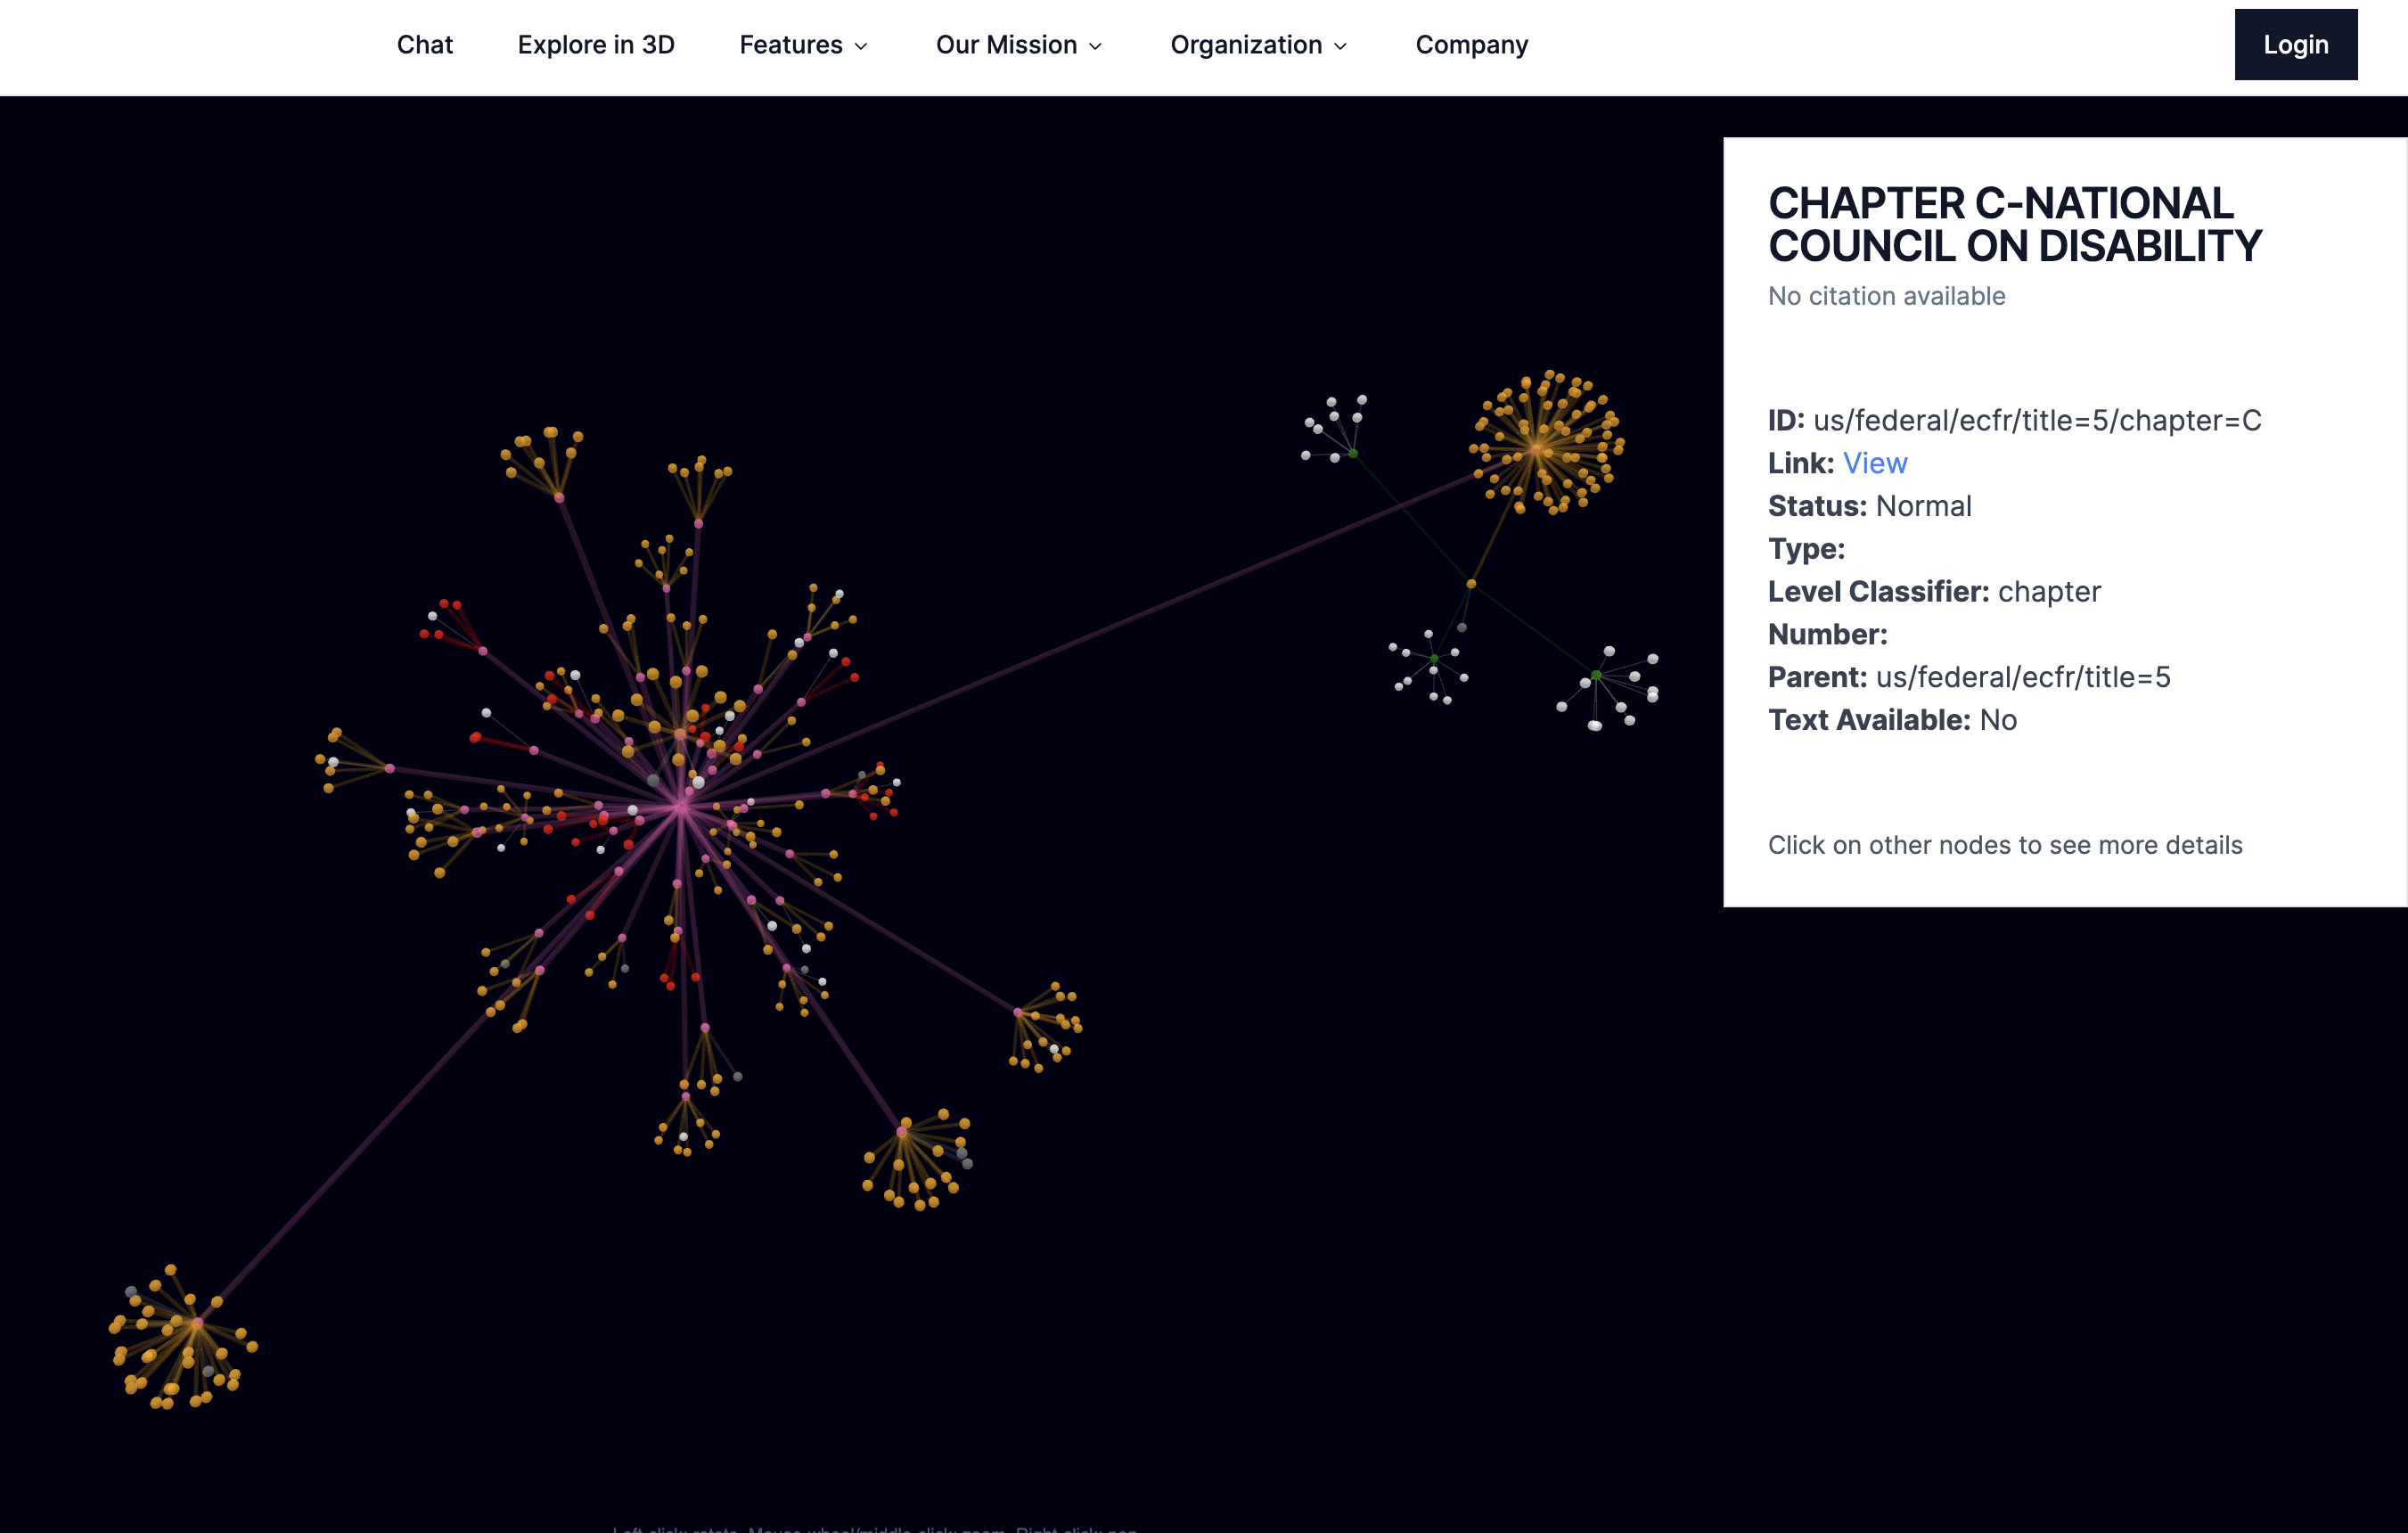 Chat Explore in 3D Features Our Mission Organization Company Login
CHAPTER C-NATIONAL
COUNCIL ON DISABILITY
No citation available
ID: us/federal/ecfr/title=5/chapter=C
Link: View
Status: Normal
Type:
Level Classifier: chapter
Number:
Parent: us/federal/ecfr/title=5
Text Available: No
Click on other nodes to see more details
Left click: rotate, Mouse wheel/middle click: zoom, Right click: pan